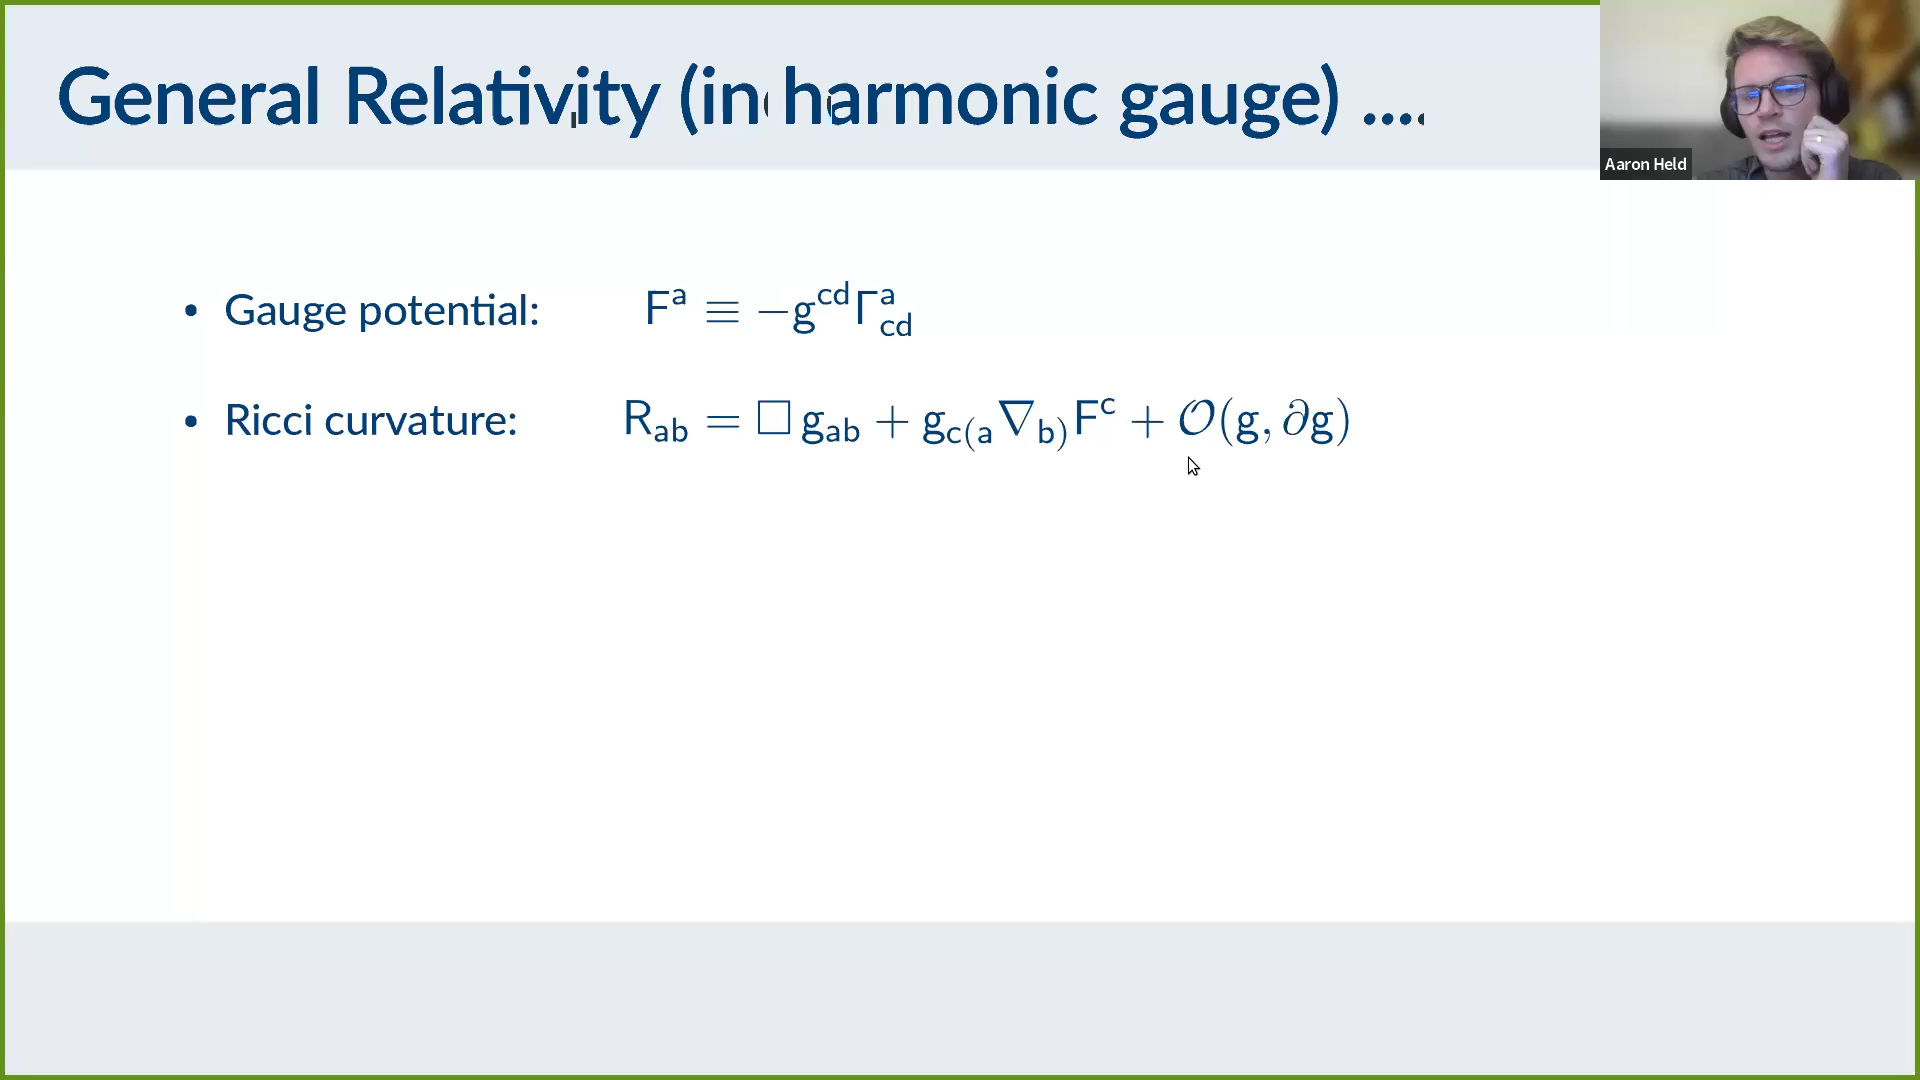 General Relativity (in harmonic gauge) ....
Aaron Held
• Gauge potential: F^a ≡ −g^{cd}Γ^a_{cd}
• Ricci curvature: R_{ab} = □ g_{ab} + g_{c(a}∇_{b)}F^c + 𝒪(g, ∂g)